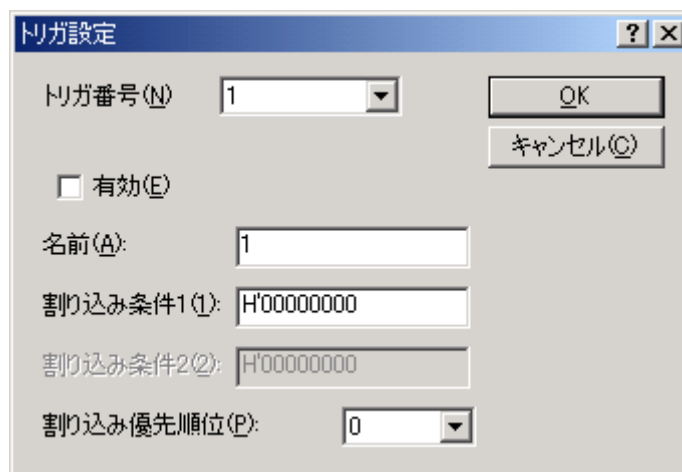 トリガ設定
トリガ番号(N) 1 OK
キャンセル(C)
有効(E)
名前(A): 1
割り込み条件1(1): H'00000000
割り込み条件2(2): H'00000000
割り込み優先順位(P): 0